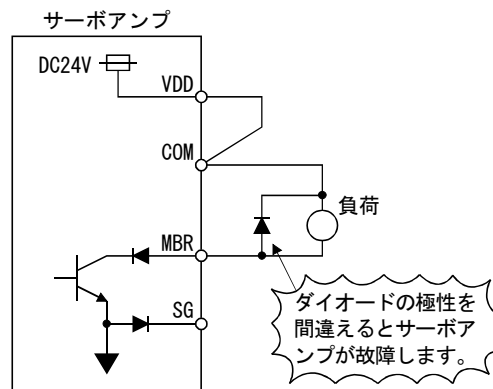 サーボアンプ
DC24V
VDD
COM
負荷
MBR
SG
ダイオードの極性を
間違えるとサーボア
ンプが故障します。